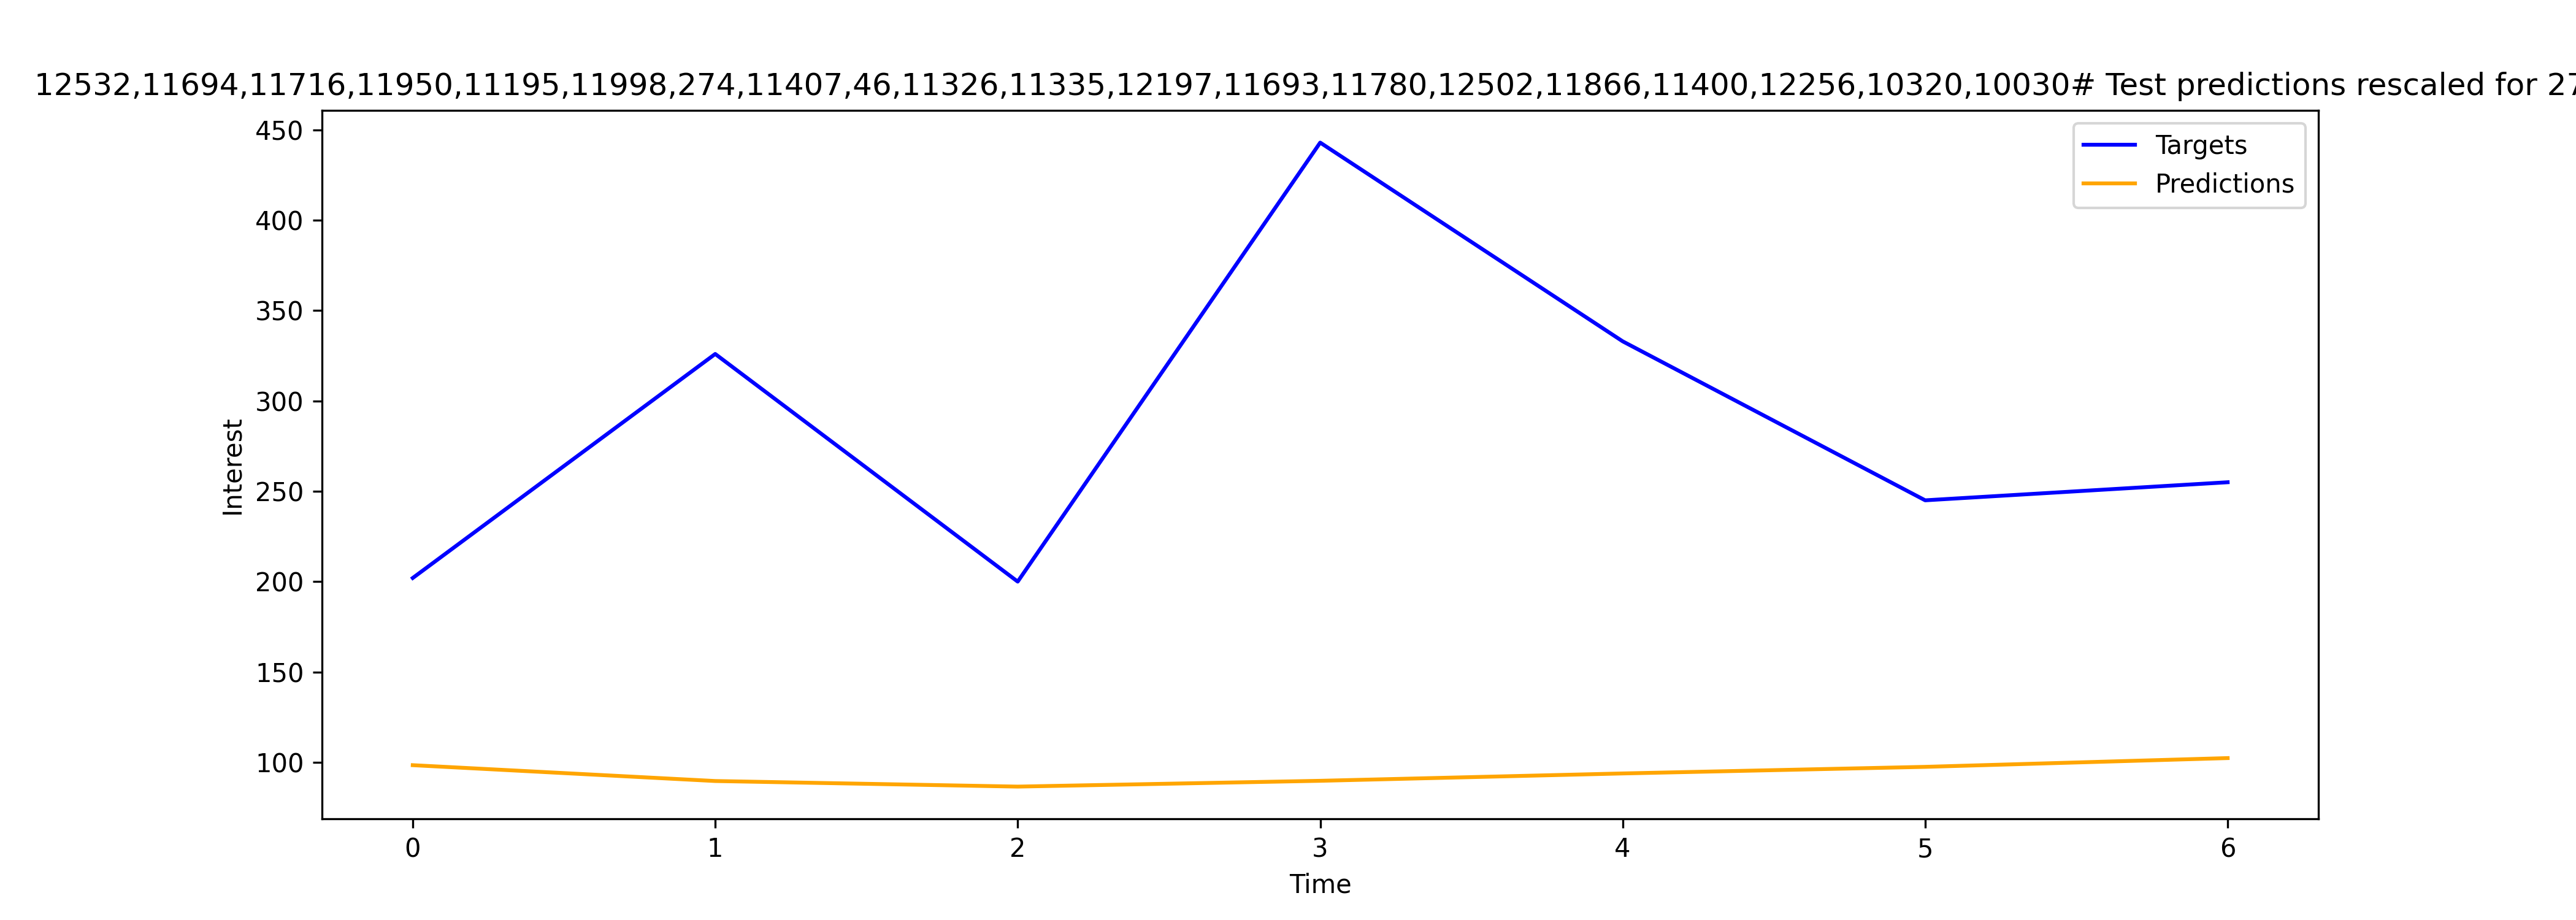 12532,11694,11716,11950,11195,11998,274,11407,46,11326,11335,12197,11693,11780,12502,11866,11400,12256,10320,10030# Test predictions rescaled for 27
Targets
Predictions
450
400
350
300
250
200
150
100
Interest
0 1 2 3 4 5 6
Time